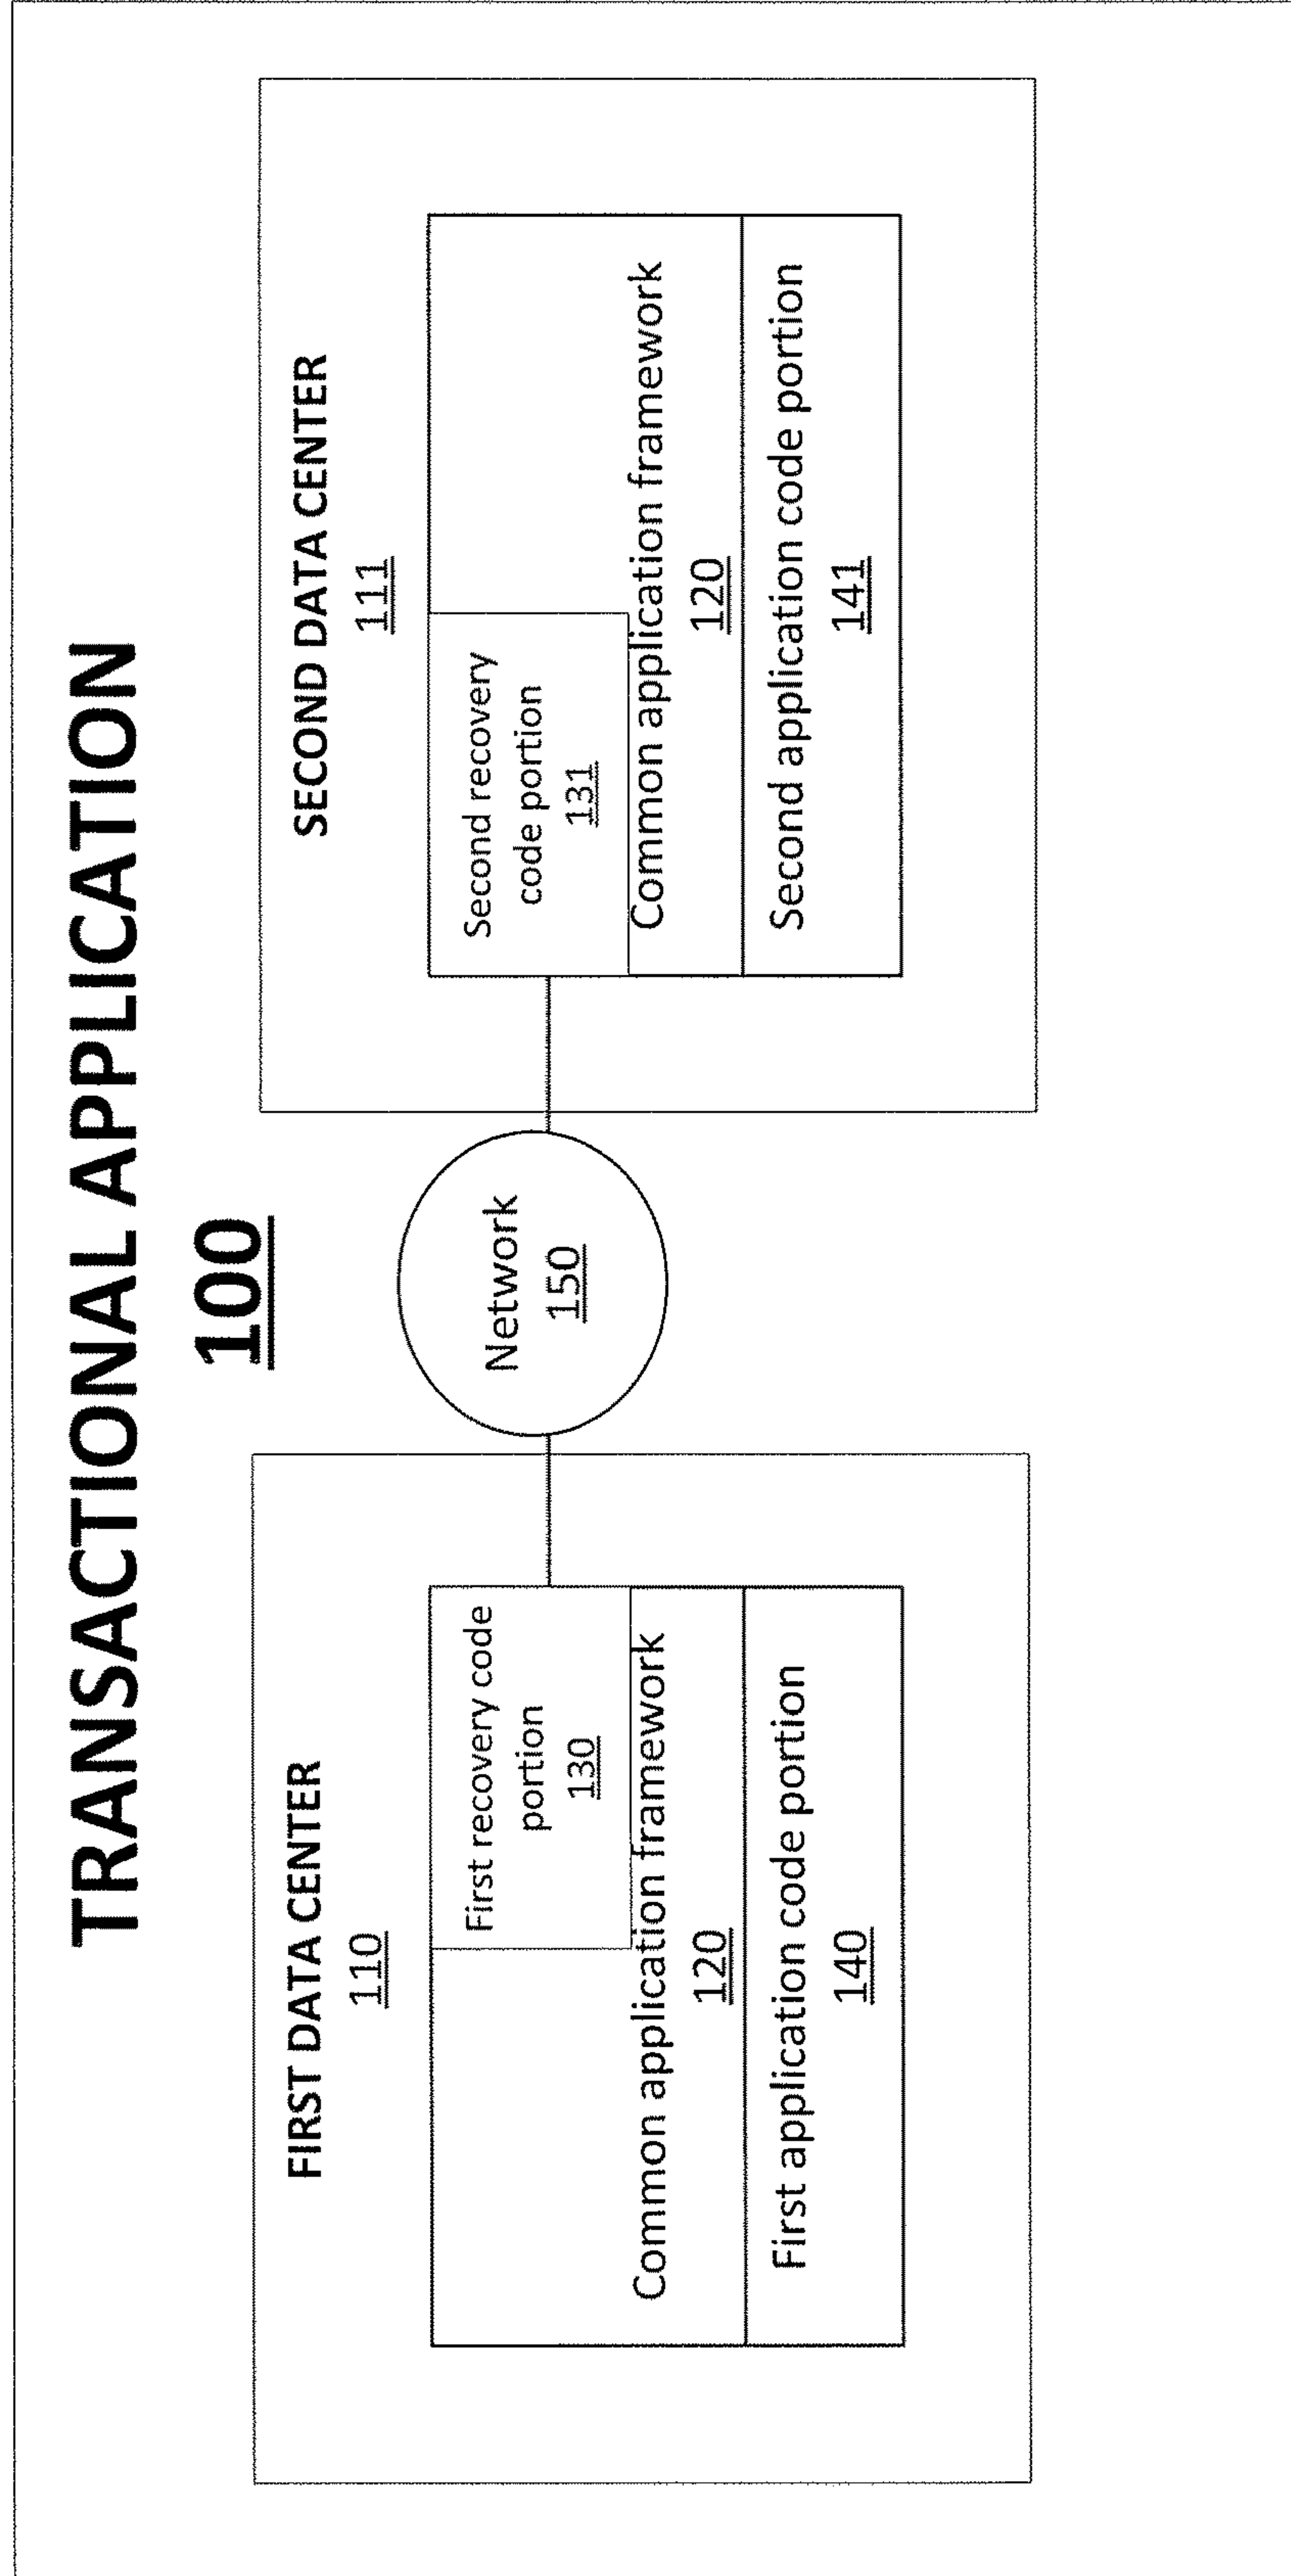 TRANSACTIONAL APPLICATION
100
FIRST DATA CENTER
110
First recovery code
portion
130
Common application framework
120
First application code portion
140
Network
150
SECOND DATA CENTER
111
Second recovery
code portion
131
Common application framework
120
Second application code portion
141